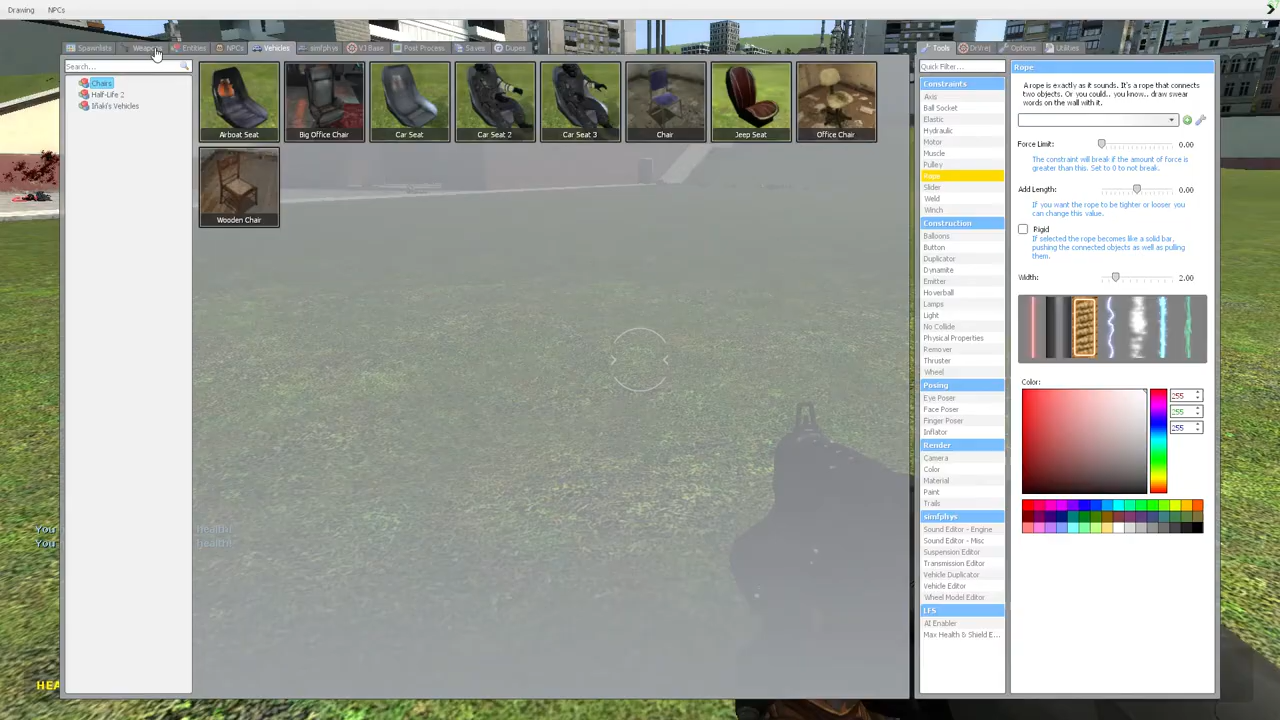 Drawing NPCs
Spawnlists Weapons Entities NPCs Vehicles simfphys VJ Base Post Process Saves Dupes
Tools DrVrej Options Utilities
Search...
Chairs
Half-Life 2
Iñaki's Vehicles
Airboat Seat Big Office Chair Car Seat Car Seat 2 Car Seat 3 Chair Jeep Seat Office Chair
Wooden Chair
You health
You health
HEA
Quick Filter...
Constraints
Axis
Ball Socket
Elastic
Hydraulic
Motor
Muscle
Pulley
Rope
Slider
Weld
Winch
Construction
Balloons
Button
Duplicator
Dynamite
Emitter
Hoverball
Lamps
Light
No Collide
Physical Properties
Remover
Thruster
Wheel
Posing
Eye Poser
Face Poser
Finger Poser
Inflator
Render
Camera
Color
Material
Paint
Trails
simfphys
Sound Editor - Engine
Sound Editor - Misc
Suspension Editor
Transmission Editor
Vehicle Duplicator
Vehicle Editor
Wheel Model Editor
LFS
AI Enabler
Max Health & Shield E...
Rope
A rope is exactly as it sounds. It's a rope that connects
two objects. Or you could.. you know.. draw swear
words on the wall with it.
Force Limit: 0.00
The constraint will break if the amount of force is
greater than this. Set to 0 to not break.
Add Length: 0.00
If you want the rope to be tighter or looser you
can change this value.
Rigid
If selected the rope becomes like a solid bar,
pushing the connected objects as well as pulling
them.
Width: 2.00
Color:
255
255
255